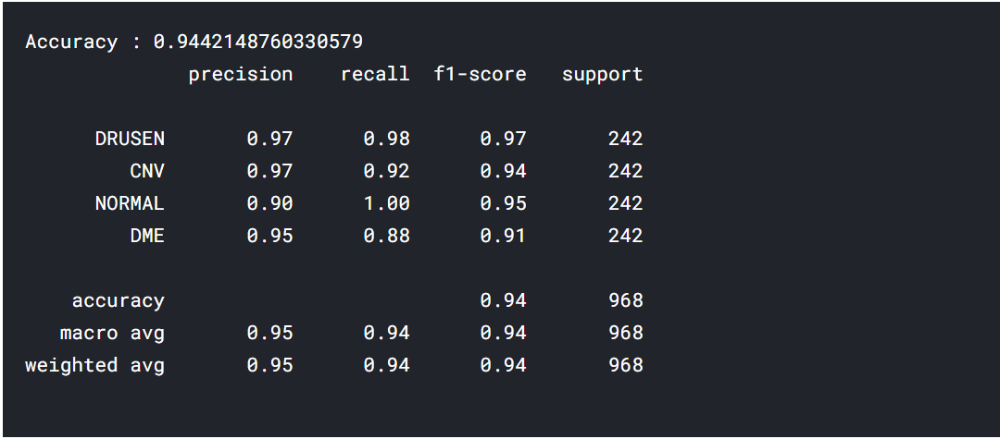 Accuracy : 0.9442148760330579
precision recall f1-score support
DRUSEN 0.97 0.98 0.97 242
CNV 0.97 0.92 0.94 242
NORMAL 0.90 1.00 0.95 242
DME 0.95 0.88 0.91 242
accuracy 0.94 968
macro avg 0.95 0.94 0.94 968
weighted avg 0.95 0.94 0.94 968